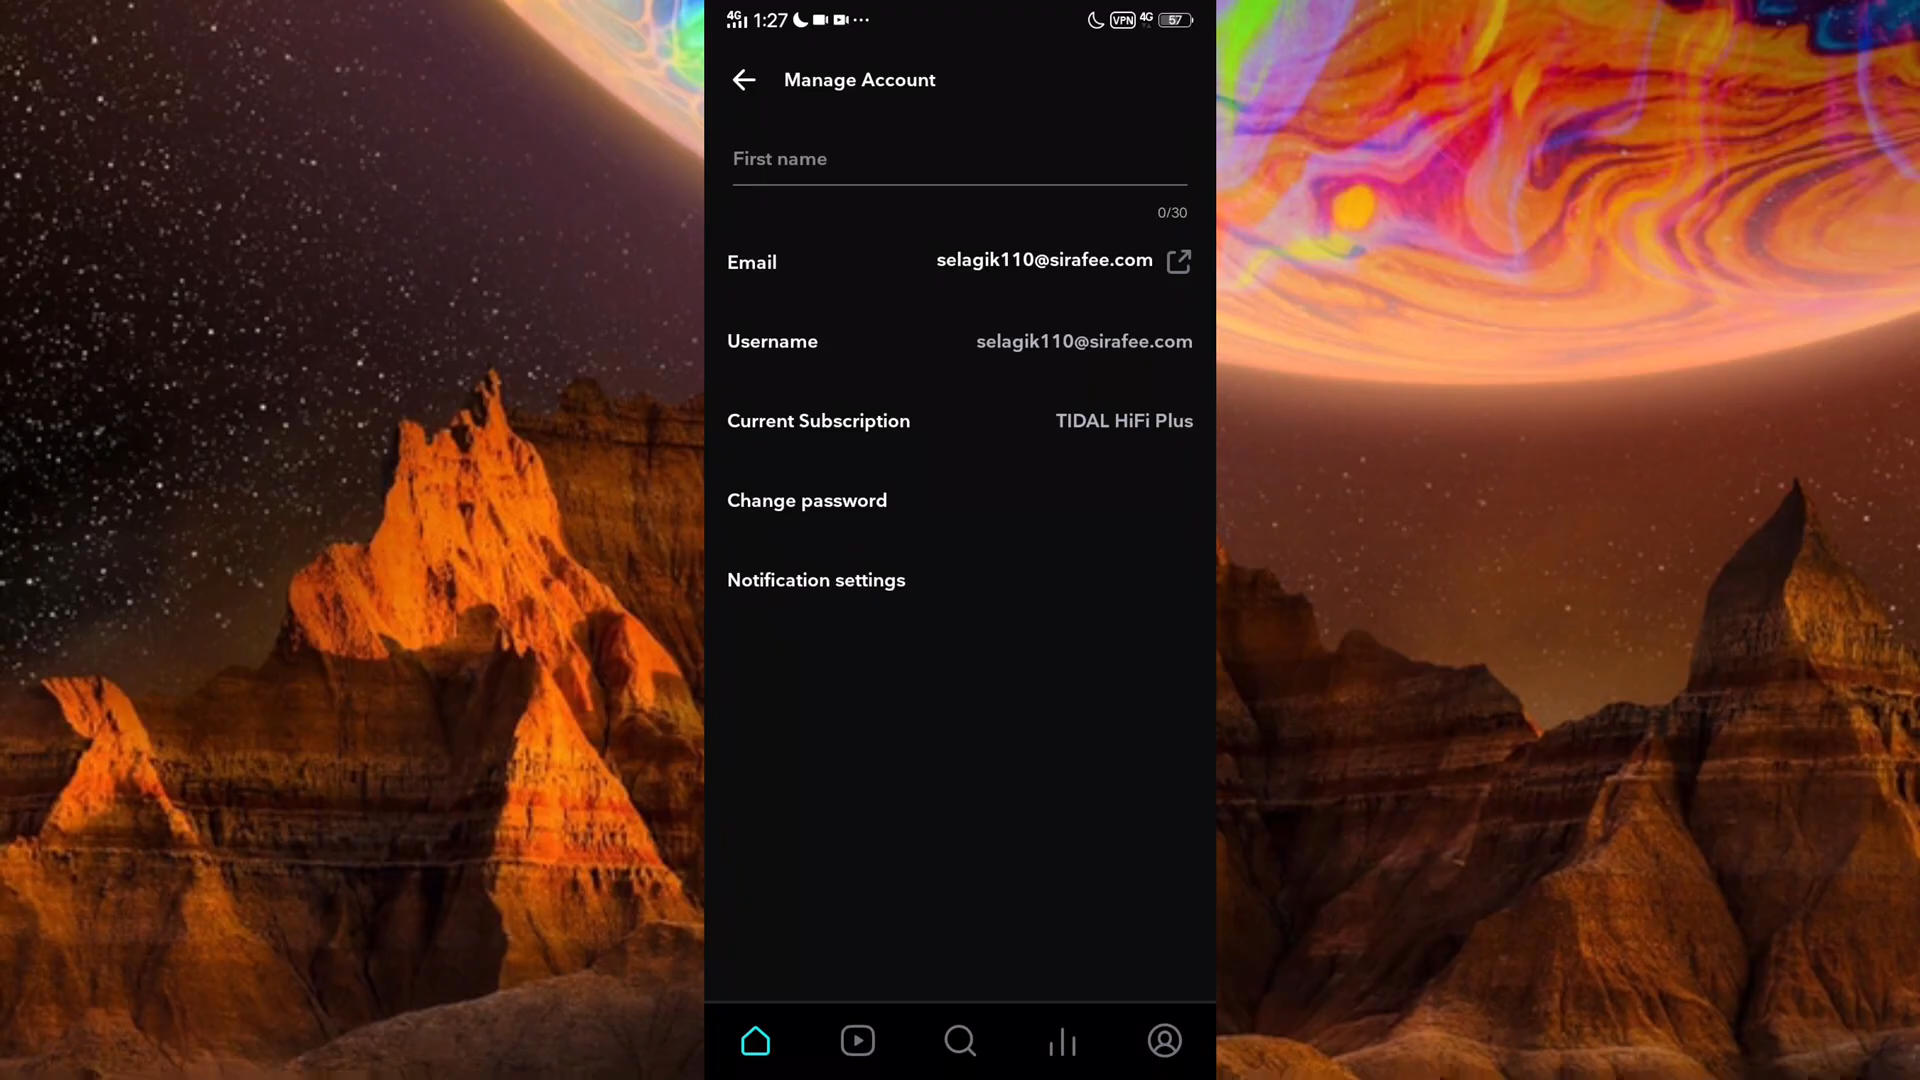 4G 1:27 VPN 4G 57
Manage Account
First name
0/30
Email selagik110@sirafee.com
Username selagik110@sirafee.com
Current Subscription TIDAL HiFi Plus
Change password
Notification settings